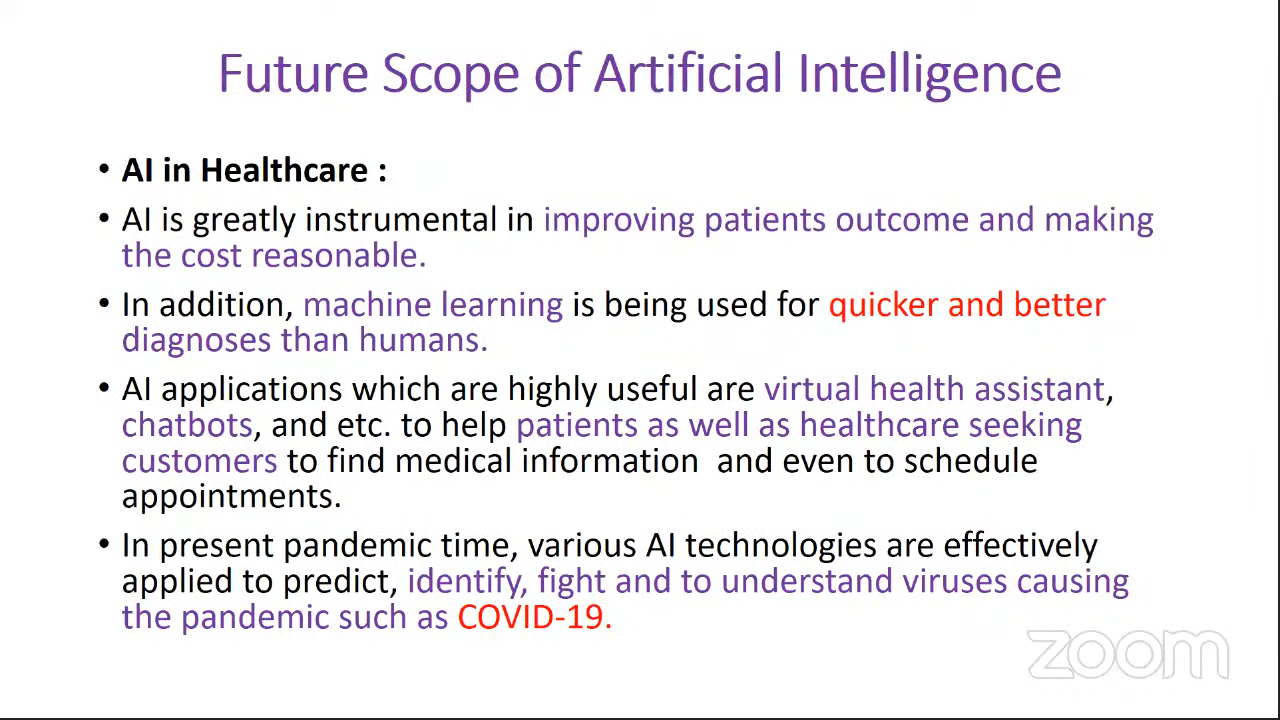 Future Scope of Artificial Intelligence
• AI in Healthcare :
• AI is greatly instrumental in improving patients outcome and making
the cost reasonable.
• In addition, machine learning is being used for quicker and better
diagnoses than humans.
• AI applications which are highly useful are virtual health assistant,
chatbots, and etc. to help patients as well as healthcare seeking
customers to find medical information  and even to schedule
appointments.
• In present pandemic time, various AI technologies are effectively
applied to predict, identify, fight and to understand viruses causing
the pandemic such as COVID-19.
zoom